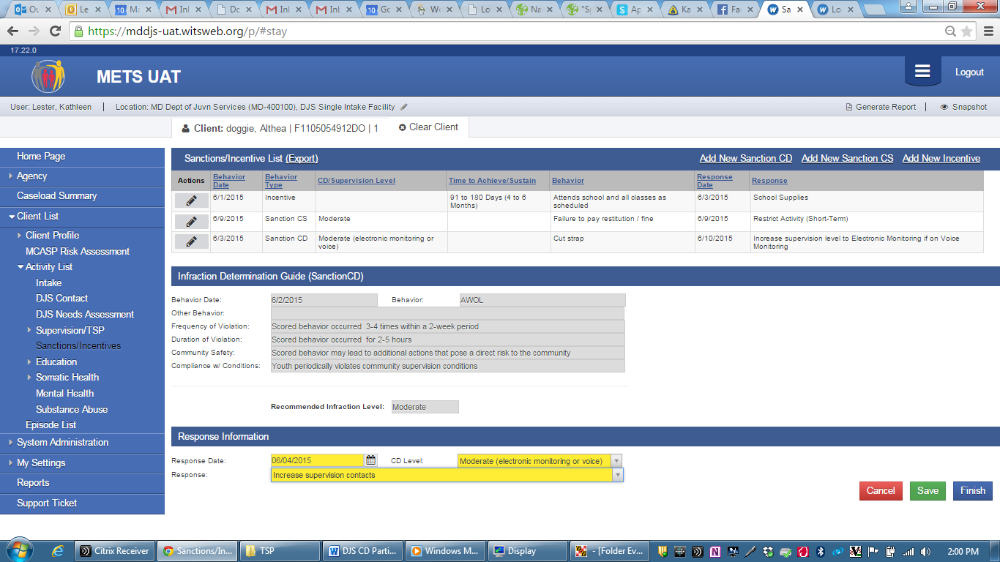 Ou
Le
Ma
Inl
Do
Inl
Inl
Go
We
Lo
Na
"Sp
Ap
Ka
Fac
Sa
Lo
https://mddjs-uat.witsweb.org/p/#stay
17.22.0
METS UAT
Logout
User: Lester, Kathleen | Location: MD Dept of Juvn Services (MD-400100), DJS Single Intake Facility
Generate Report | Snapshot
Client: doggie, Althea | F1105054912DO | 1
Clear Client
Home Page
Agency
Caseload Summary
Client List
Client Profile
MCASP Risk Assessment
Activity List
Intake
DJS Contact
DJS Needs Assessment
Supervision/TSP
Sanctions/Incentives
Education
Somatic Health
Mental Health
Substance Abuse
Episode List
System Administration
My Settings
Reports
Support Ticket
Sanctions/Incentive List (Export)
Add New Sanction CD Add New Sanction CS Add New Incentive
Actions Behavior Date Behavior Type CD/Supervision Level Time to Achieve/Sustain Behavior Response Date Response
6/1/2015 Incentive 91 to 180 Days (4 to 6 Months) Attends school and all classes as scheduled 6/3/2015 School Supplies
6/9/2015 Sanction CS Moderate Failure to pay restitution / fine 6/9/2015 Restrict Activity (Short-Term)
6/3/2015 Sanction CD Moderate (electronic monitoring or voice) Cut strap 6/10/2015 Increase supervision level to Electronic Monitoring if on Voice Monitoring
Infraction Determination Guide (SanctionCD)
Behavior Date: 6/2/2015 Behavior: AWOL
Other Behavior:
Frequency of Violation: Scored behavior occurred 3-4 times within a 2-week period
Duration of Violation: Scored behavior occurred for 2-5 hours
Community Safety: Scored behavior may lead to additional actions that pose a direct risk to the community
Compliance w/ Conditions: Youth periodically violates community supervision conditions
Recommended Infraction Level: Moderate
Response Information
Response Date: 06/04/2015 CD Level: Moderate (electronic monitoring or voice)
Response: Increase supervision contacts
Cancel Save Finish
Citrix Receiver
Sanctions/In...
TSP
DJS CD Parti...
Windows M...
Display
- [Folder Ev...
2:00 PM